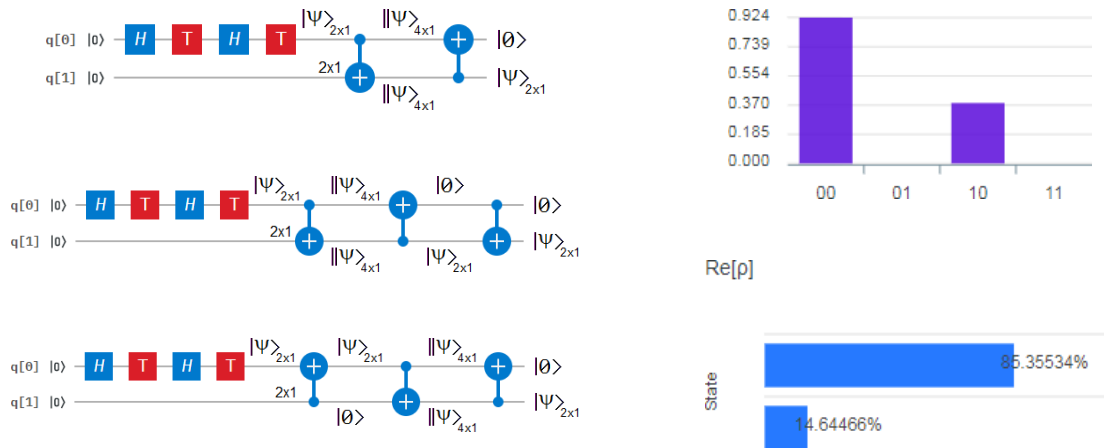 |Ψ>2x1 ||Ψ>4x1
q[0] |0> H T H T |0>
2x1
q[1] |0> |Ψ>2x1
||Ψ>4x1
|Ψ>2x1 ||Ψ>4x1 |0>
q[0] |0> H T H T |0>
2x1
q[1] |0> |Ψ>2x1
||Ψ>4x1 |Ψ>2x1
|Ψ>2x1 |Ψ>2x1 ||Ψ>4x1
q[0] |0> H T H T |0>
2x1
q[1] |0> |Ψ>2x1
|0> ||Ψ>4x1
0.924
0.739
0.554
0.370
0.185
0.000
00 01 10 11
Re[ρ]
State
85.35534%
14.64466%